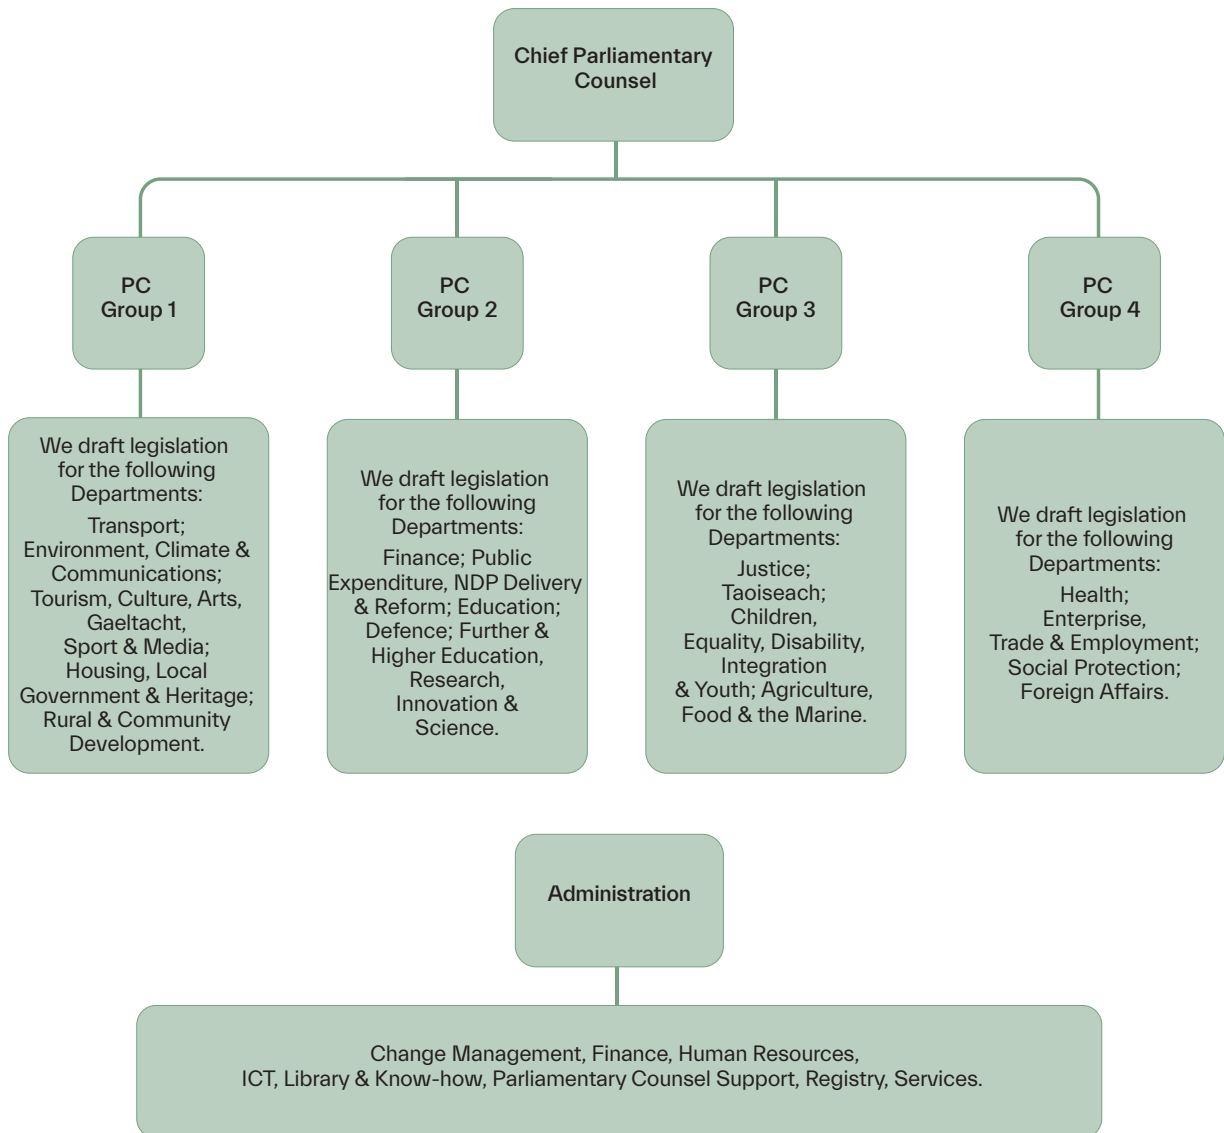 Chief Parliamentary
Counsel
PC
Group 1
PC
Group 2
PC
Group 3
PC
Group 4
We draft legislation
for the following
Departments:
Transport;
Environment, Climate &
Communications;
Tourism, Culture, Arts,
Gaeltacht,
Sport & Media;
Housing, Local
Government & Heritage;
Rural & Community
Development.
We draft legislation
for the following
Departments:
Finance; Public
Expenditure, NDP Delivery
& Reform; Education;
Defence; Further &
Higher Education,
Research,
Innovation &
Science.
We draft legislation
for the following
Departments:
Justice;
Taoiseach;
Children,
Equality, Disability,
Integration
& Youth; Agriculture,
Food & the Marine.
We draft legislation
for the following
Departments:
Health;
Enterprise,
Trade & Employment;
Social Protection;
Foreign Affairs.
Administration
Change Management, Finance, Human Resources,
ICT, Library & Know-how, Parliamentary Counsel Support, Registry, Services.